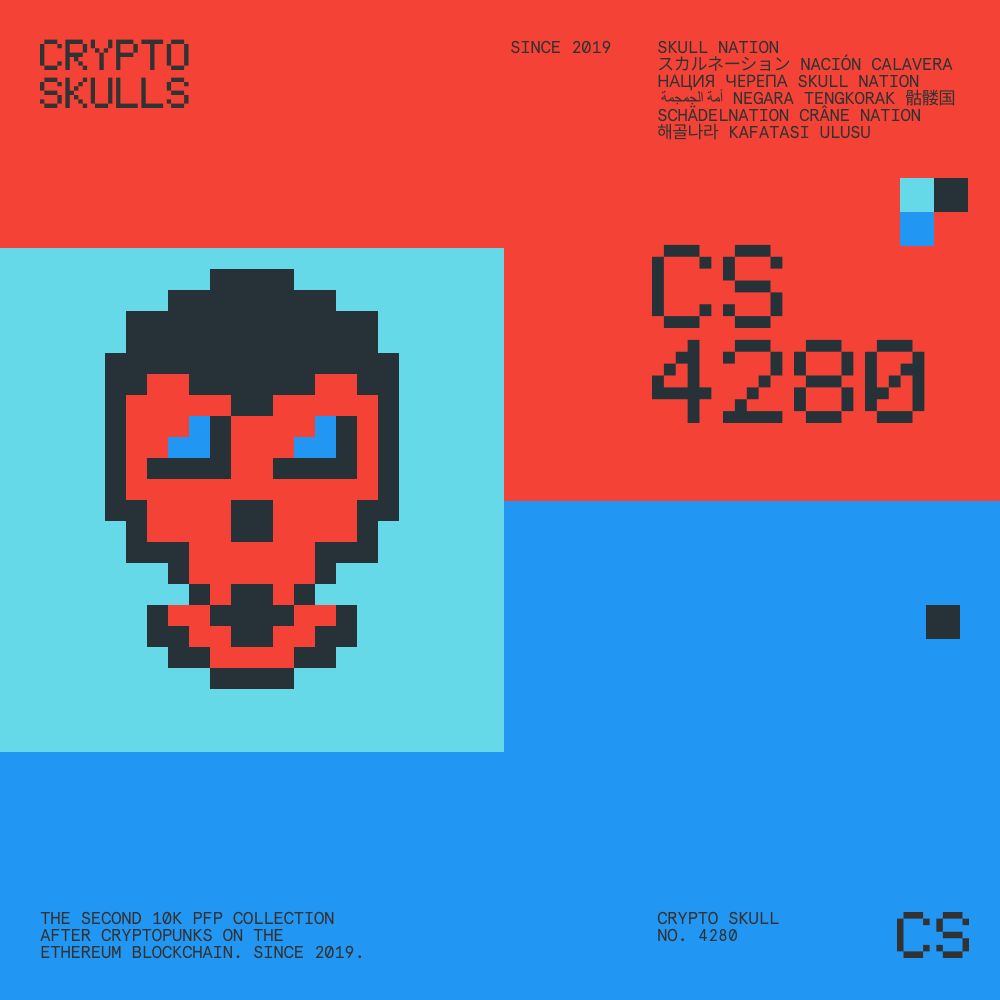 CRYPTO
SKULLS
SINCE 2019
SKULL NATION
スカルネーション NACIÓN CALAVERA
НАЦИЯ ЧЕРЕПА SKULL NATION
أمة الجمجمة NEGARA TENGKORAK 骷髅国
SCHÄDELNATION CRÂNE NATION
해골나라 KAFATASI ULUSU
CS
4280
THE SECOND 10K PFP COLLECTION
AFTER CRYPTOPUNKS ON THE
ETHEREUM BLOCKCHAIN. SINCE 2019.
CRYPTO SKULL
NO. 4280
CS